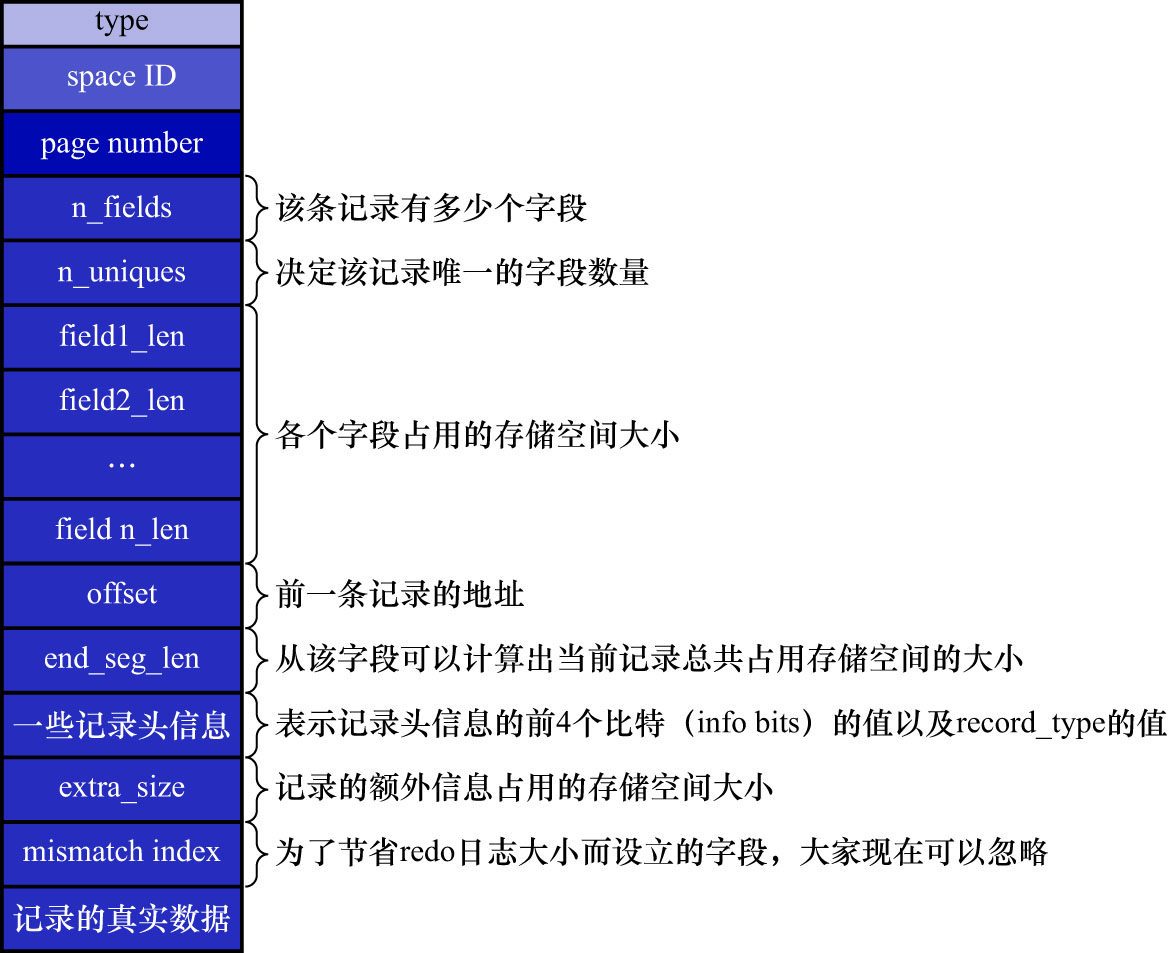 type
space ID
page number
n_fields
该条记录有多少个字段
n_uniques
决定该记录唯一的字段数量
field1_len
field2_len
…
field n_len
各个字段占用的存储空间大小
offset
前一条记录的地址
end_seg_len
从该字段可以计算出当前记录总共占用存储空间的大小
一些记录头信息
表示记录头信息的前4个比特（info bits）的值以及record_type的值
extra_size
记录的额外信息占用的存储空间大小
mismatch index
为了节省redo日志大小而设立的字段，大家现在可以忽略
记录的真实数据